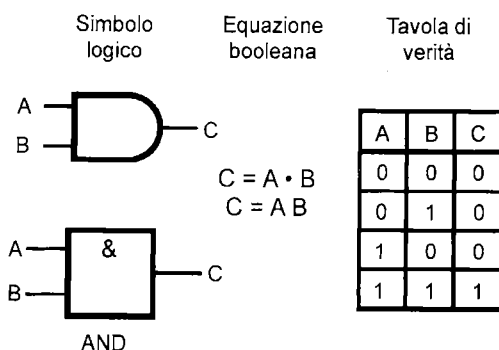 Simbolo logico
Equazione booleana
Tavola di verità
A
B
C
C = A • B
C = A B
A
B
&
C
AND
A B C
0 0 0
0 1 0
1 0 0
1 1 1